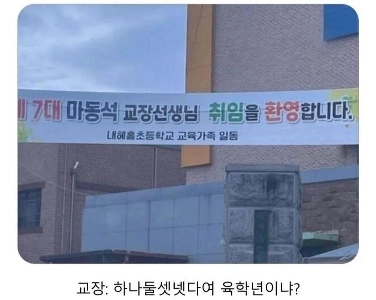 제 7대 마동석 교장선생님 취임을 환영합니다.
내혜홀초등학교 교육가족 일동
교장: 하나둘셋넷다여 육학년이냐?